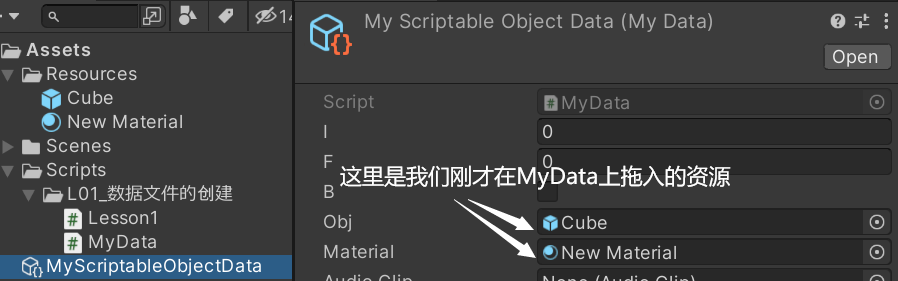 14
Assets
Resources
Cube
New Material
Scenes
Scripts
L01_数据文件的创建
Lesson1
MyData
MyScriptableObjectData
My Scriptable Object Data (My Data)
Open
Script
MyData
I
0
F
0
这里是我们刚才在MyData上拖入的资源
B
Obj
Cube
Material
New Material
Audio Clip
None (Audio Clip)